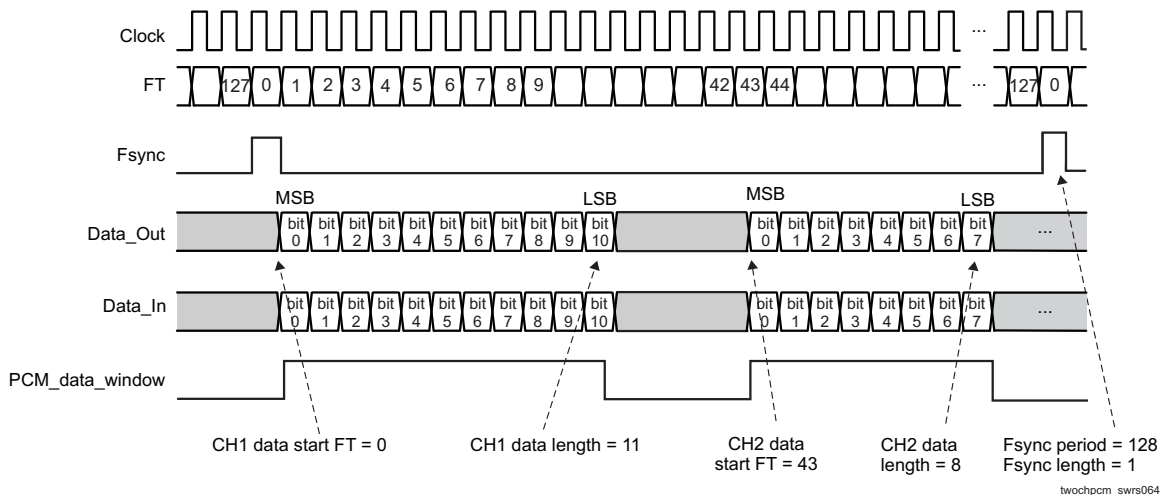 Clock ...
FT 127 0 1 2 3 4 5 6 7 8 9 42 43 44 ... 127 0
Fsync
MSB LSB MSB LSB
Data_Out bit 0 bit 1 bit 2 bit 3 bit 4 bit 5 bit 6 bit 7 bit 8 bit 9 bit 10 bit 0 bit 1 bit 2 bit 3 bit 4 bit 5 bit 6 bit 7 ...
Data_In bit 0 bit 1 bit 2 bit 3 bit 4 bit 5 bit 6 bit 7 bit 8 bit 9 bit 10 bit 0 bit 1 bit 2 bit 3 bit 4 bit 5 bit 6 bit 7 ...
PCM_data_window
CH1 data start FT = 0
CH1 data length = 11
CH2 data
start FT = 43
CH2 data
length = 8
Fsync period = 128
Fsync length = 1
twochpcm_swrs064